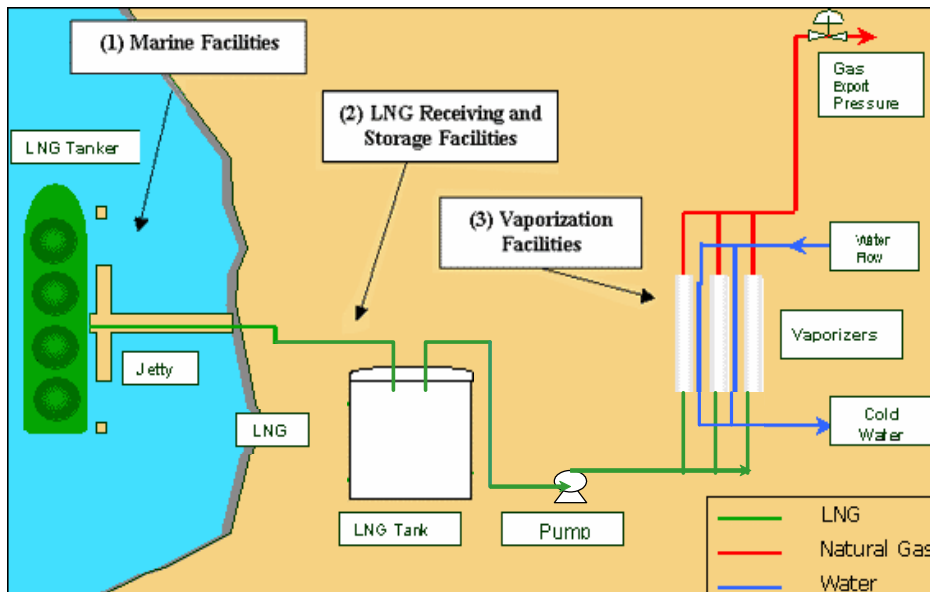 (1) Marine Facilities
LNG Tanker
(2) LNG Receiving and
Storage Facilities
Gas
Export
Pressure
(3) Vaporization
Facilities
Water
Flow
Vaporizers
Jetty
LNG
Cold
Water
LNG Tank
Pump
LNG
Natural Gas
Water